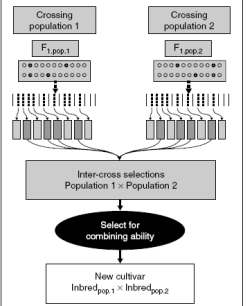 Crossing
population 1
Crossing
population 2
F1,pop.1
F1,pop.2
Inter-cross selections
Population 1 × Population 2
Select for
combining ability
New cultivar
Inbredpop.1 × Inbredpop.2